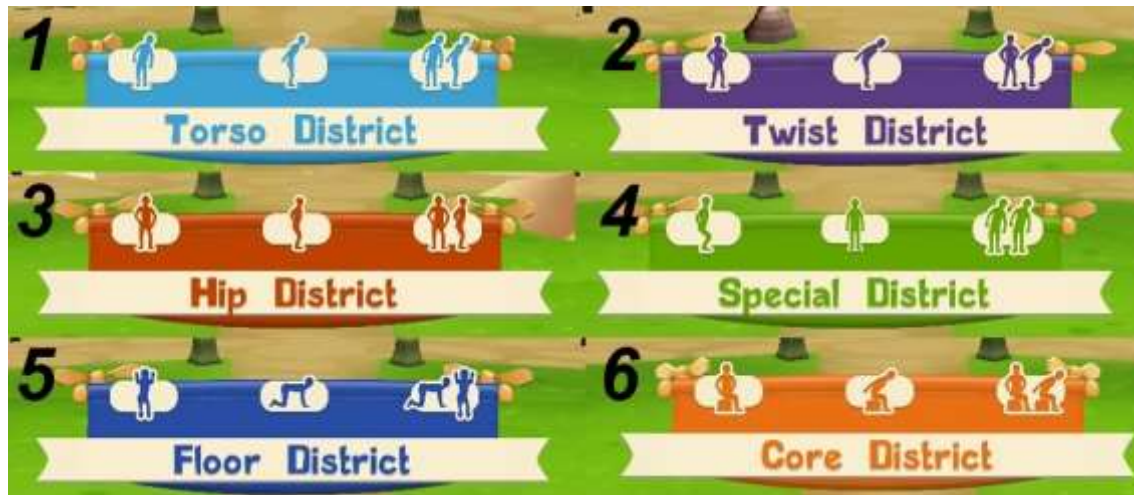 1
Torso District
2
Twist District
3
Hip District
4
Special District
5
Floor District
6
Core District